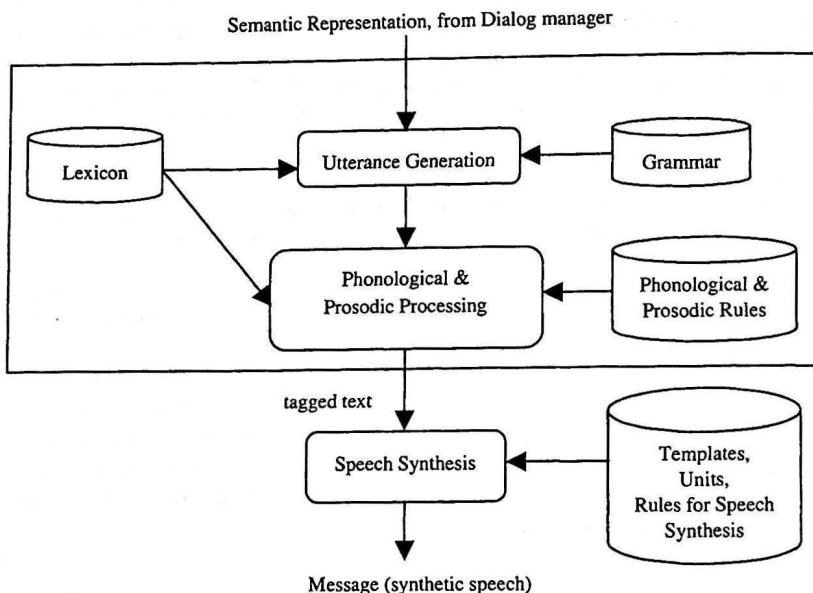 Semantic Representation, from Dialog manager
Lexicon
Utterance Generation
Grammar
Phonological &
Prosodic Processing
Phonological &
Prosodic Rules
tagged text
Speech Synthesis
Templates,
Units,
Rules for Speech
Synthesis
Message (synthetic speech)